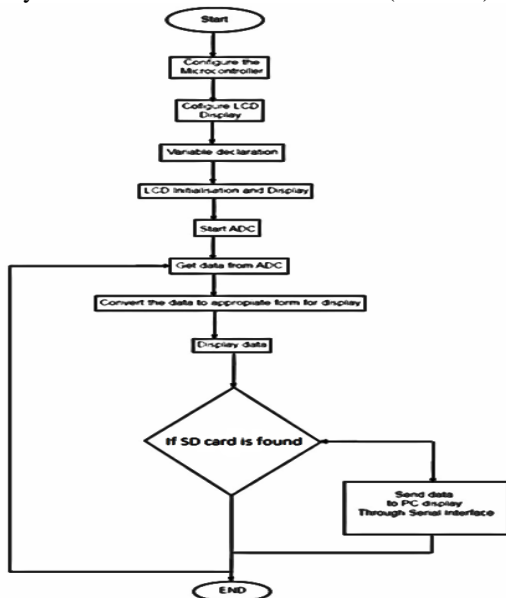 Start
Configure the
Microcontroller
Cofigure LCD
Display
Variable declaration
LCD Initialisation and Display
Start ADC
Get data from ADC
Convert the data to appropiate form for display
Display data
If SD card is found
Send data
to PC display
Through Serial Interface
END